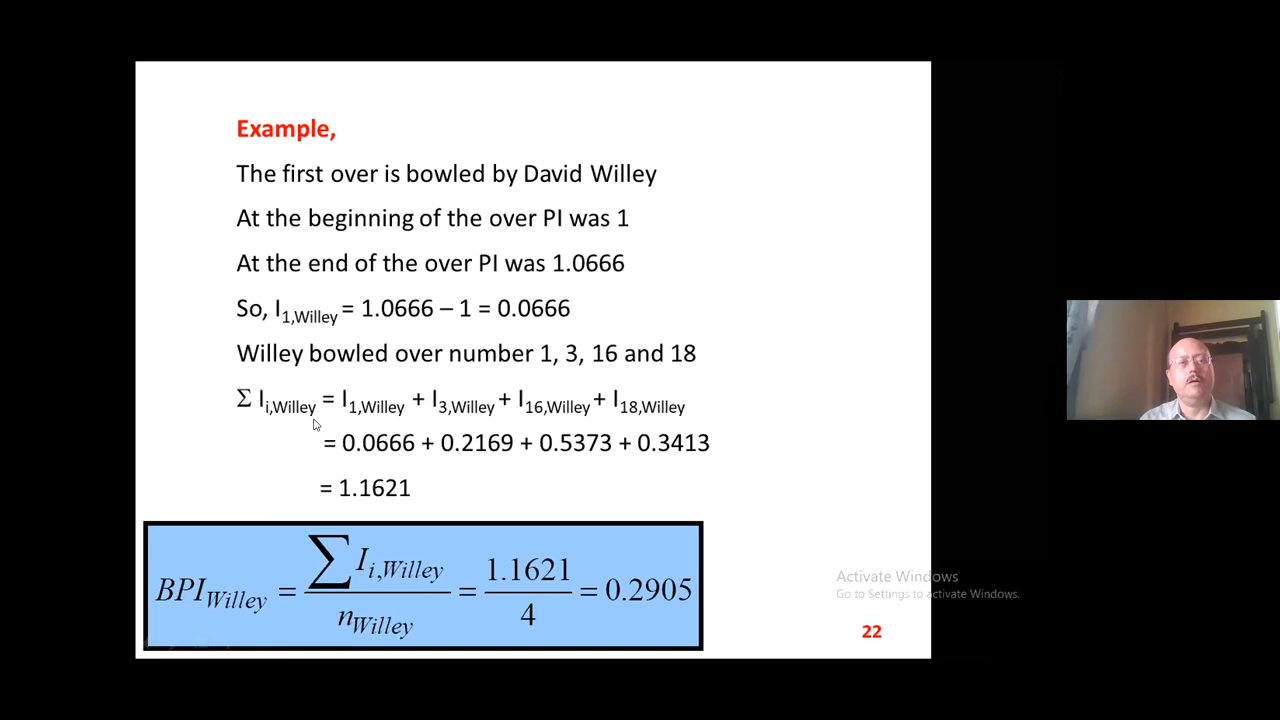 Example,
The first over is bowled by David Willey
At the beginning of the over PI was 1
At the end of the over PI was 1.0666
So, I1,Willey = 1.0666 – 1 = 0.0666
Willey bowled over number 1, 3, 16 and 18
Σ Ii,Willey = I1,Willey + I3,Willey + I16,Willey + I18,Willey
= 0.0666 + 0.2169 + 0.5373 + 0.3413
= 1.1621
BPIWilley = ∑Ii,Willey / nWilley = 1.1621 / 4 = 0.2905
Activate Windows
Go to Settings to activate Windows.
22